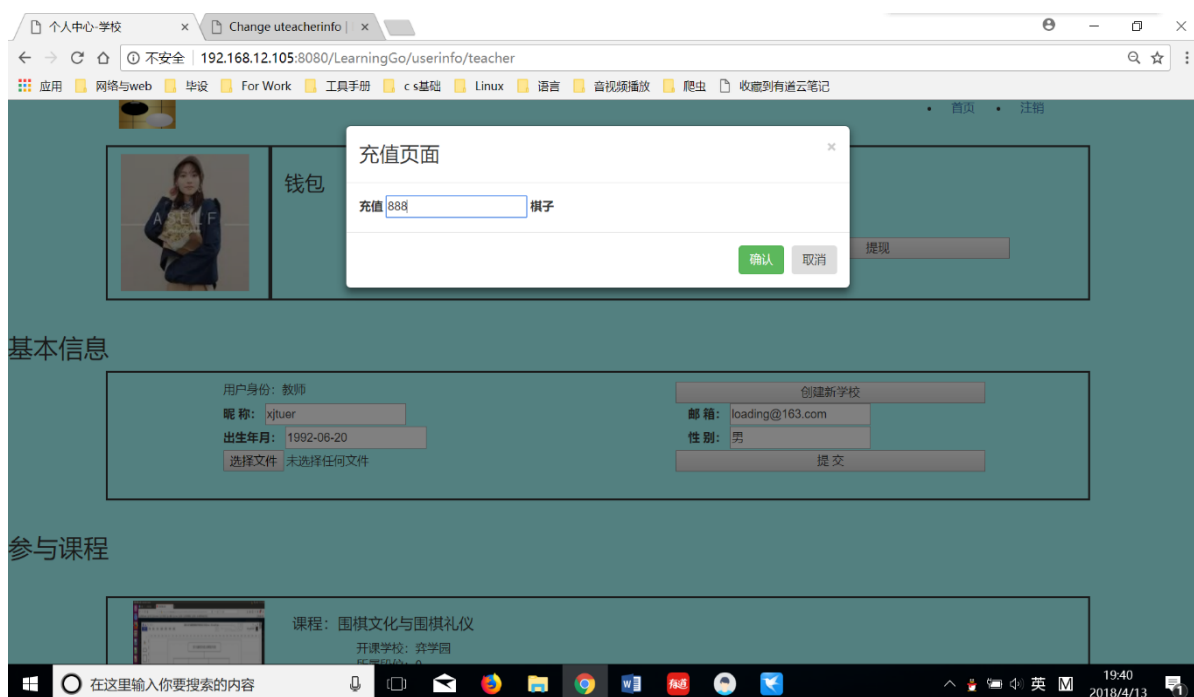 个人中心-学校
Change uteacherinfo |
不安全 192.168.12.105:8080/LearningGo/userinfo/teacher
应用 网络与web 毕设 For Work 工具手册 c s基础 Linux 语言 音视频播放 爬虫 收藏到有道云笔记
• 首页 • 注销
充值页面 ×
钱包
充值 888 棋子
提现
确认 取消
基本信息
用户身份：教师 创建新学校
昵 称： xjtuer 邮 箱： loading@163.com
出生年月： 1992-06-20 性 别： 男
选择文件 未选择任何文件 提 交
参与课程
课程：围棋文化与围棋礼仪
开课学校：弈学园
在这里输入你要搜索的内容
英 M
19:40
2018/4/13